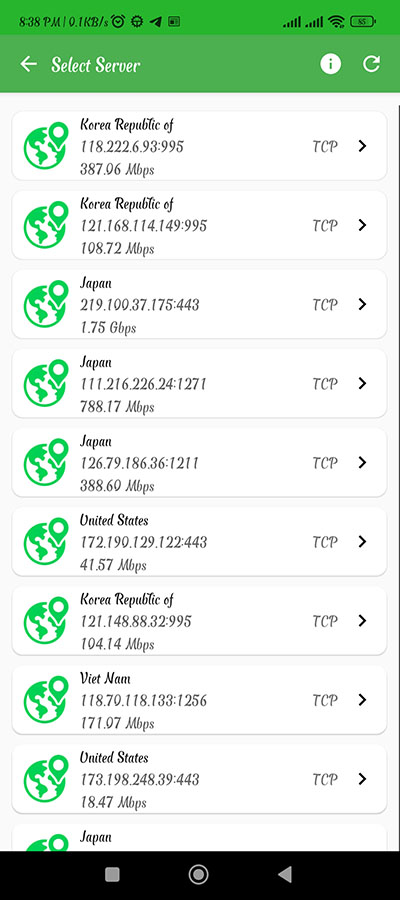 8:38 PM | 0.1KB/s
85
Select Server
Korea Republic of
118.222.6.93:995
TCP
387.06 Mbps
Korea Republic of
121.168.114.149:995
TCP
108.72 Mbps
Japan
219.100.37.175:443
TCP
1.75 Gbps
Japan
111.216.226.24:1271
TCP
788.17 Mbps
Japan
126.79.186.36:1211
TCP
388.60 Mbps
United States
172.190.129.122:443
TCP
41.57 Mbps
Korea Republic of
121.148.88.32:995
TCP
104.14 Mbps
Viet Nam
118.70.118.133:1256
TCP
171.07 Mbps
United States
173.198.248.39:443
TCP
18.47 Mbps
Japan